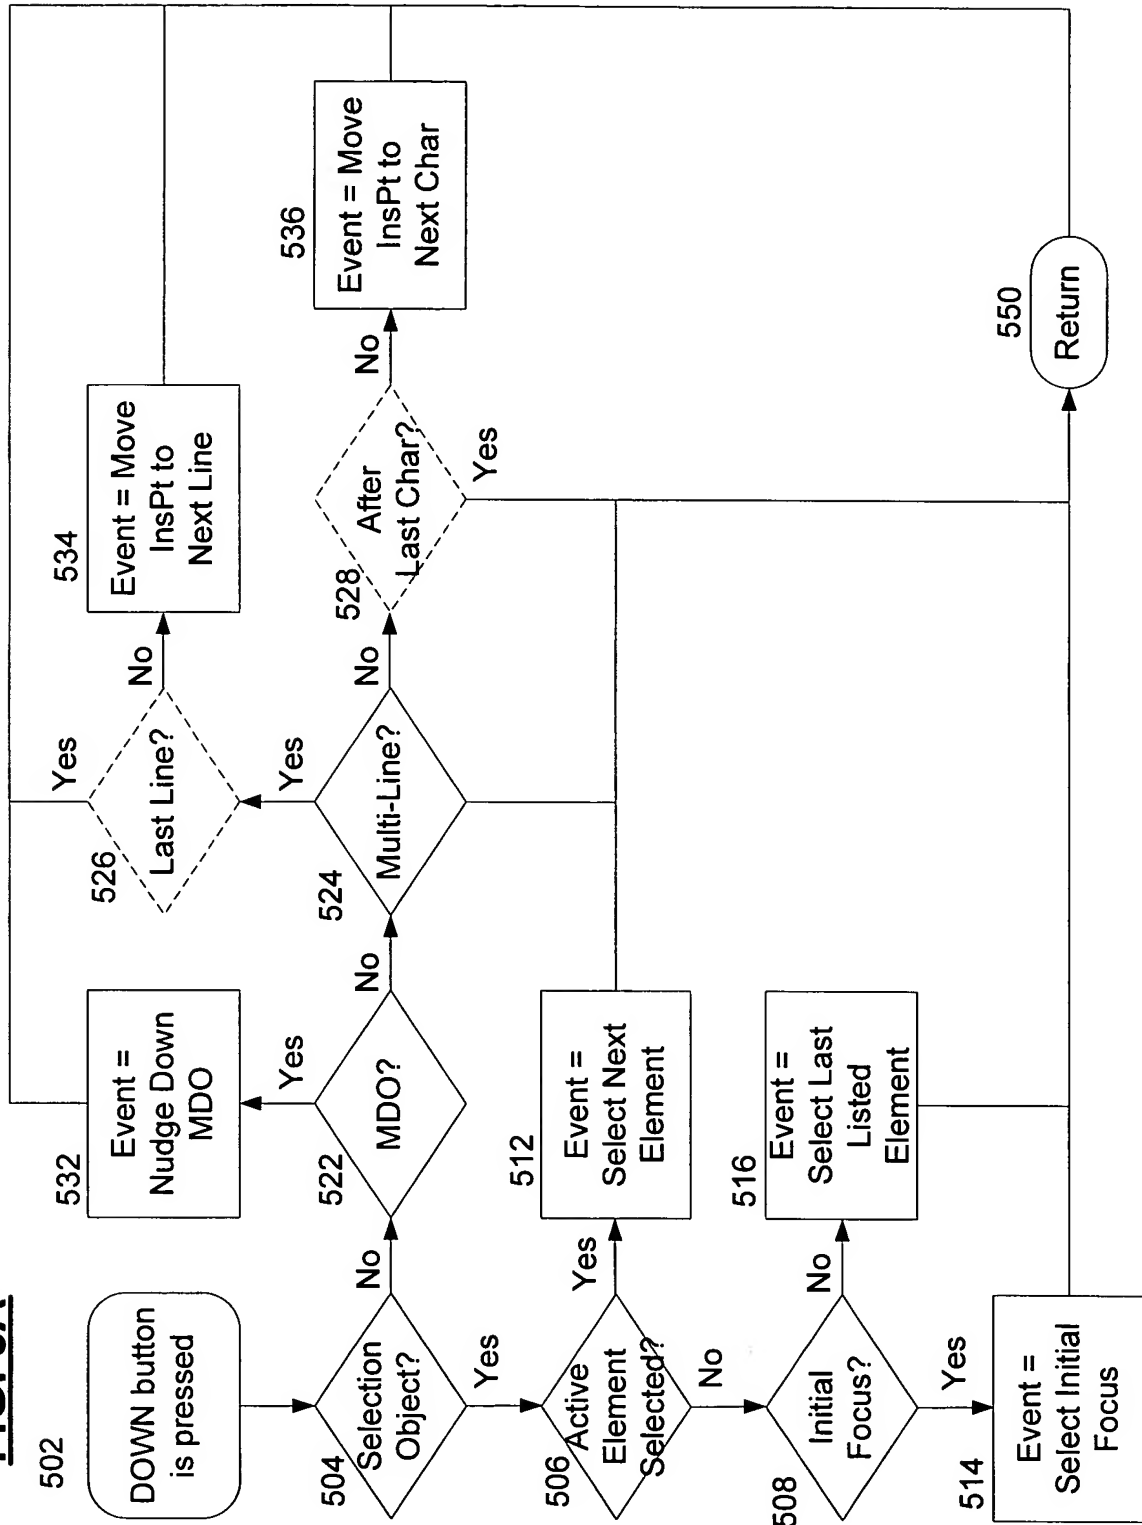 502
DOWN button
is pressed
504
Selection
Object?
No
Yes
522
MDO?
Yes
No
532
Event =
Nudge Down
MDO
524
Multi-Line?
Yes
No
526
Last Line?
Yes
No
534
Event = Move
InsPt to
Next Line
528
After
Last Char?
No
Yes
536
Event = Move
InsPt to
Next Char
506
Active
Element
Selected?
Yes
No
512
Event =
Select Next
Element
508
Initial
Focus?
No
Yes
516
Event =
Select Last
Listed
Element
514
Event =
Select Initial
Focus
550
Return